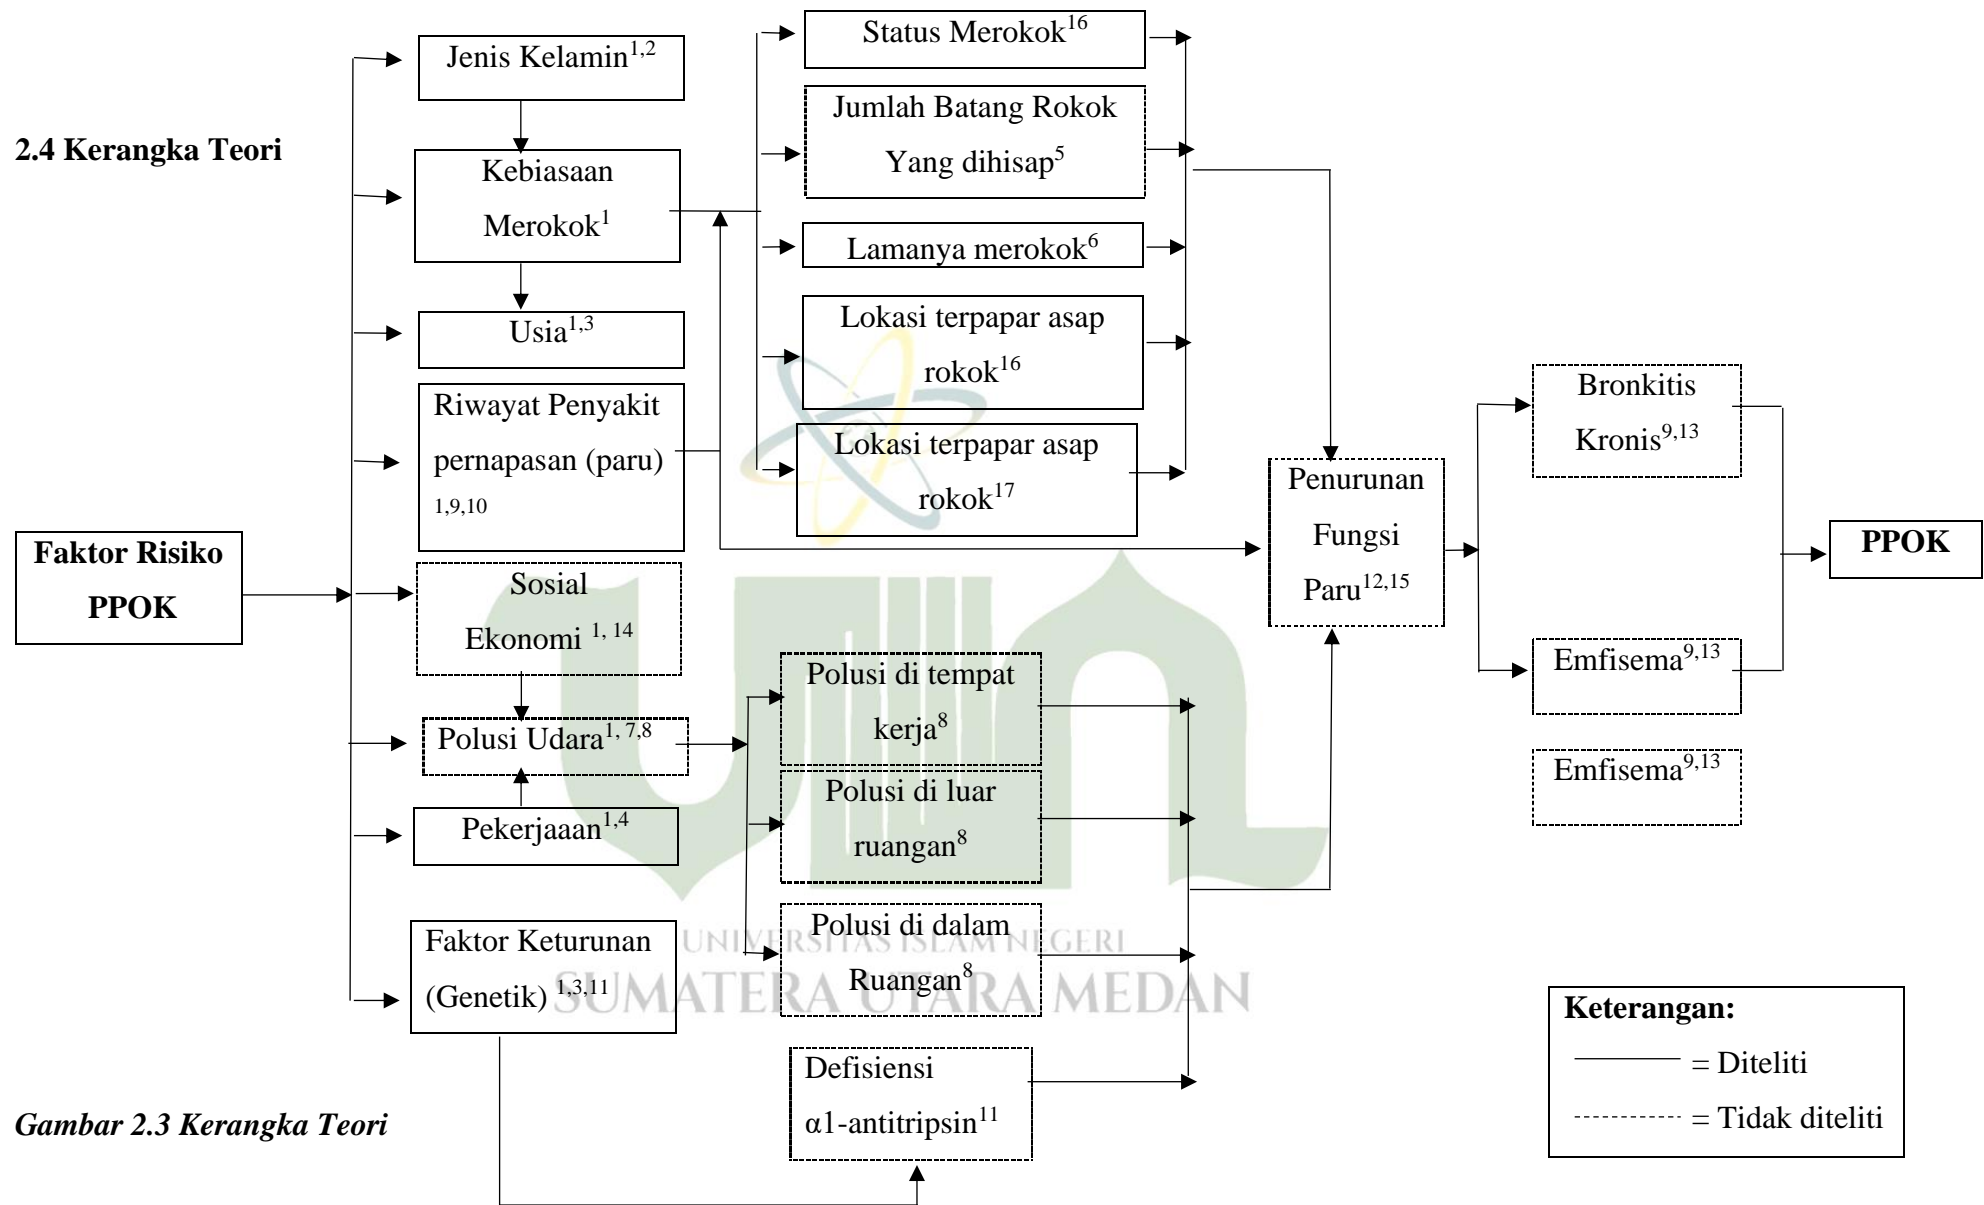 2.4 Kerangka Teori
Faktor Risiko
PPOK
Jenis Kelamin1,2
Kebiasaan
Merokok1
Usia1,3
Riwayat Penyakit
pernapasan (paru)
1,9,10
Sosial
Ekonomi 1, 14
Polusi Udara1, 7,8
Pekerjaaan1,4
Faktor Keturunan
(Genetik) 1,3,11
Status Merokok16
Jumlah Batang Rokok
Yang dihisap5
Lamanya merokok6
Lokasi terpapar asap
rokok16
Lokasi terpapar asap
rokok17
Polusi di tempat
kerja8
Polusi di luar
ruangan8
Polusi di dalam
Ruangan8
Defisiensi
α1-antitripsin11
Penurunan
Fungsi
Paru12,15
Bronkitis
Kronis9,13
Emfisema9,13
Emfisema9,13
PPOK
Keterangan:
= Diteliti
= Tidak diteliti
Gambar 2.3 Kerangka Teori
UNIVERSITAS ISLAM NEGERI
SUMATERA UTARA MEDAN